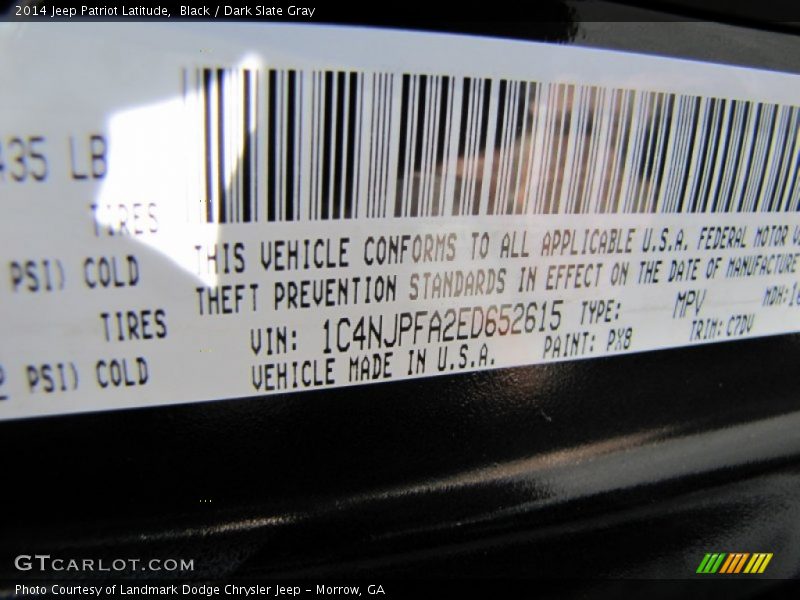 2014 Jeep Patriot Latitude, Black / Dark Slate Gray
435 LB
TIRES
PSI) COLD
TIRES
PSI) COLD
THIS VEHICLE CONFORMS TO ALL APPLICABLE U.S.A. FEDERAL MOTOR
THEFT PREVENTION STANDARDS IN EFFECT ON THE DATE OF MANUFACTURE
VIN: 1C4NJPFA2ED652615 TYPE: MPV MDH:
VEHICLE MADE IN U.S.A. PAINT: PX8 TRIM: C7DV
GTCARLOT.COM
Photo Courtesy of Landmark Dodge Chrysler Jeep - Morrow, GA